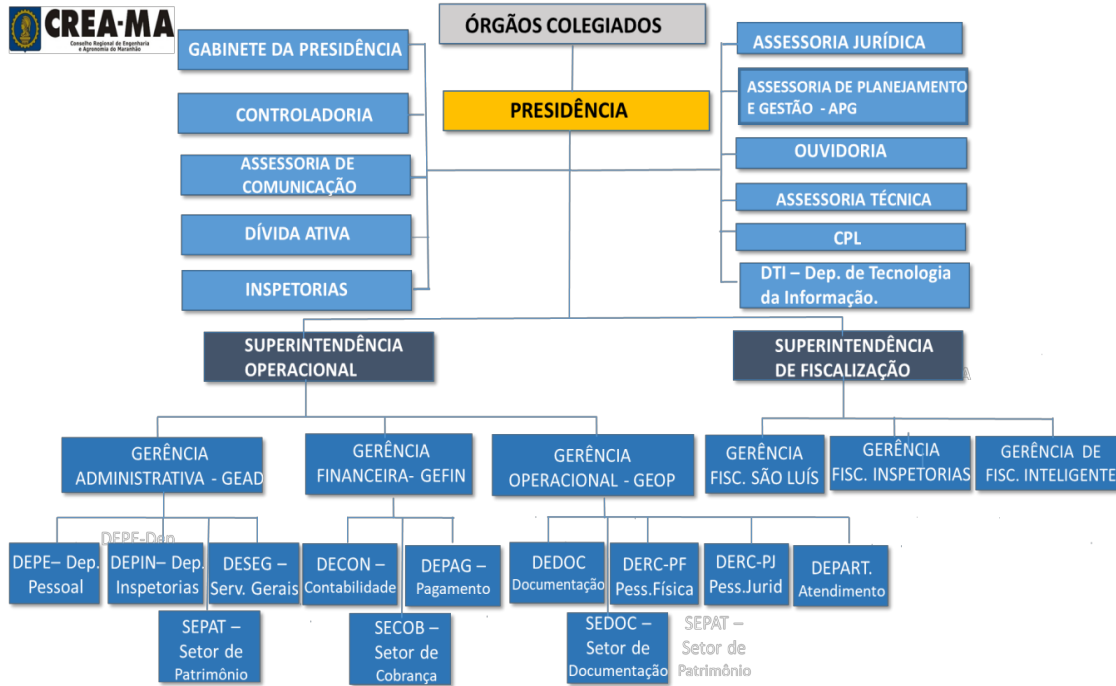 CREA-MA
Conselho Regional de Engenharia
e Agronomia do Maranhão
ÓRGÃOS COLEGIADOS
PRESIDÊNCIA
GABINETE DA PRESIDÊNCIA
CONTROLADORIA
ASSESSORIA DE
COMUNICAÇÃO
DÍVIDA ATIVA
INSPETORIAS
ASSESSORIA JURÍDICA
ASSESSORIA DE PLANEJAMENTO
E GESTÃO - APG
OUVIDORIA
ASSESSORIA TÉCNICA
CPL
DTI – Dep. de Tecnologia
da Informação.
SUPERINTENDÊNCIA
OPERACIONAL
SUPERINTENDÊNCIA
DE FISCALIZAÇÃO
A
GERÊNCIA
ADMINISTRATIVA - GEAD
GERÊNCIA
FINANCEIRA- GEFIN
GERÊNCIA
OPERACIONAL - GEOP
GERÊNCIA
FISC. SÃO LUÍS
GERÊNCIA
FISC. INSPETORIAS
GERÊNCIA DE
FISC. INTELIGENTE
DEPE-Dep
DEPE– Dep.
Pessoal
DEPIN– Dep.
Inspetorias
DESEG –
Serv. Gerais
DECON –
Contabilidade
DEPAG –
Pagamento
DEDOC
Documentação
DERC-PF
Pess.Física
DERC-PJ
Pess.Jurid
DEPART.
Atendimento
SEPAT –
Setor de
Patrimônio
SECOB –
Setor de
Cobrança
SEDOC –
Setor de
Documentação
SEPAT –
Setor de
Patrimônio